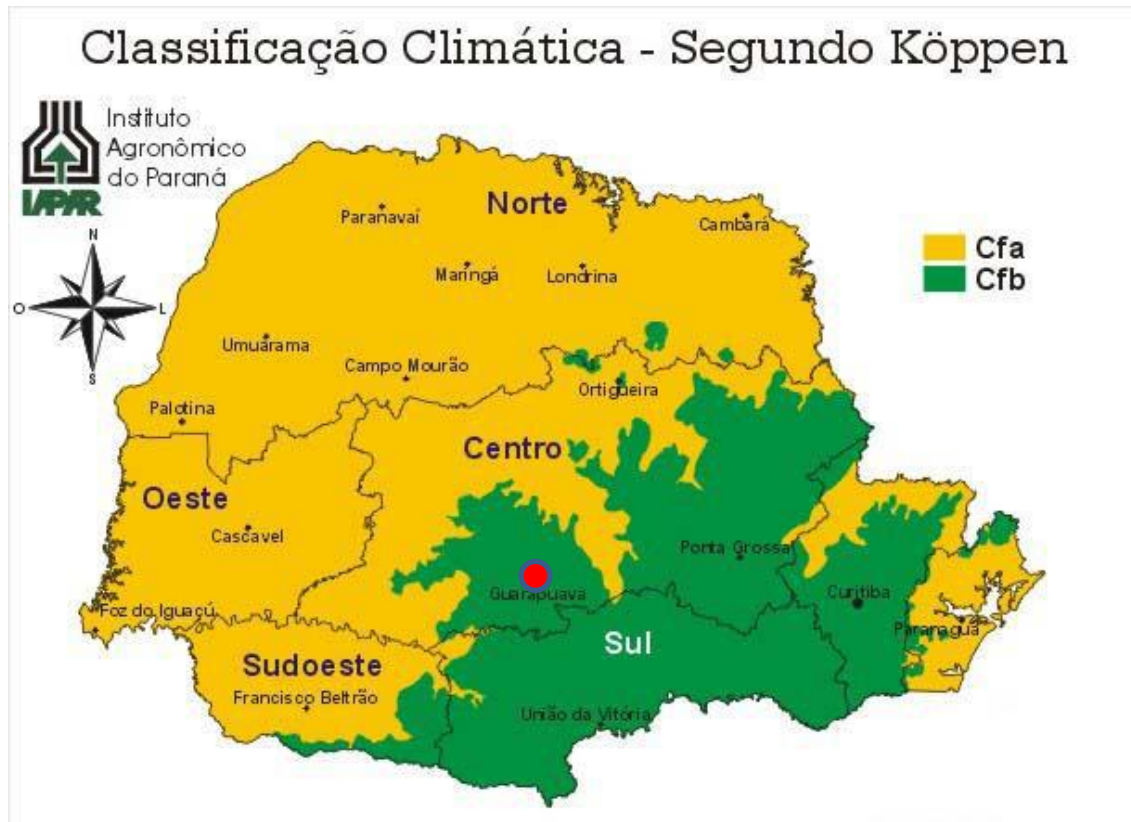 Classificação Climática - Segundo Köppen
Instituto
Agronômico
do Paraná
IAPAR
N
O
L
S
Cfa
Cfb
Norte
Paranavaí
Cambará
Maringá
Londrina
Umuarama
Campo Mourão
Ortigueira
Palotina
Centro
Oeste
Cascavel
Ponta Grossa
Guarapuava
Curitiba
Foz do Iguaçú
Paranaguá
Sul
Sudoeste
Francisco Beltrão
União da Vitória